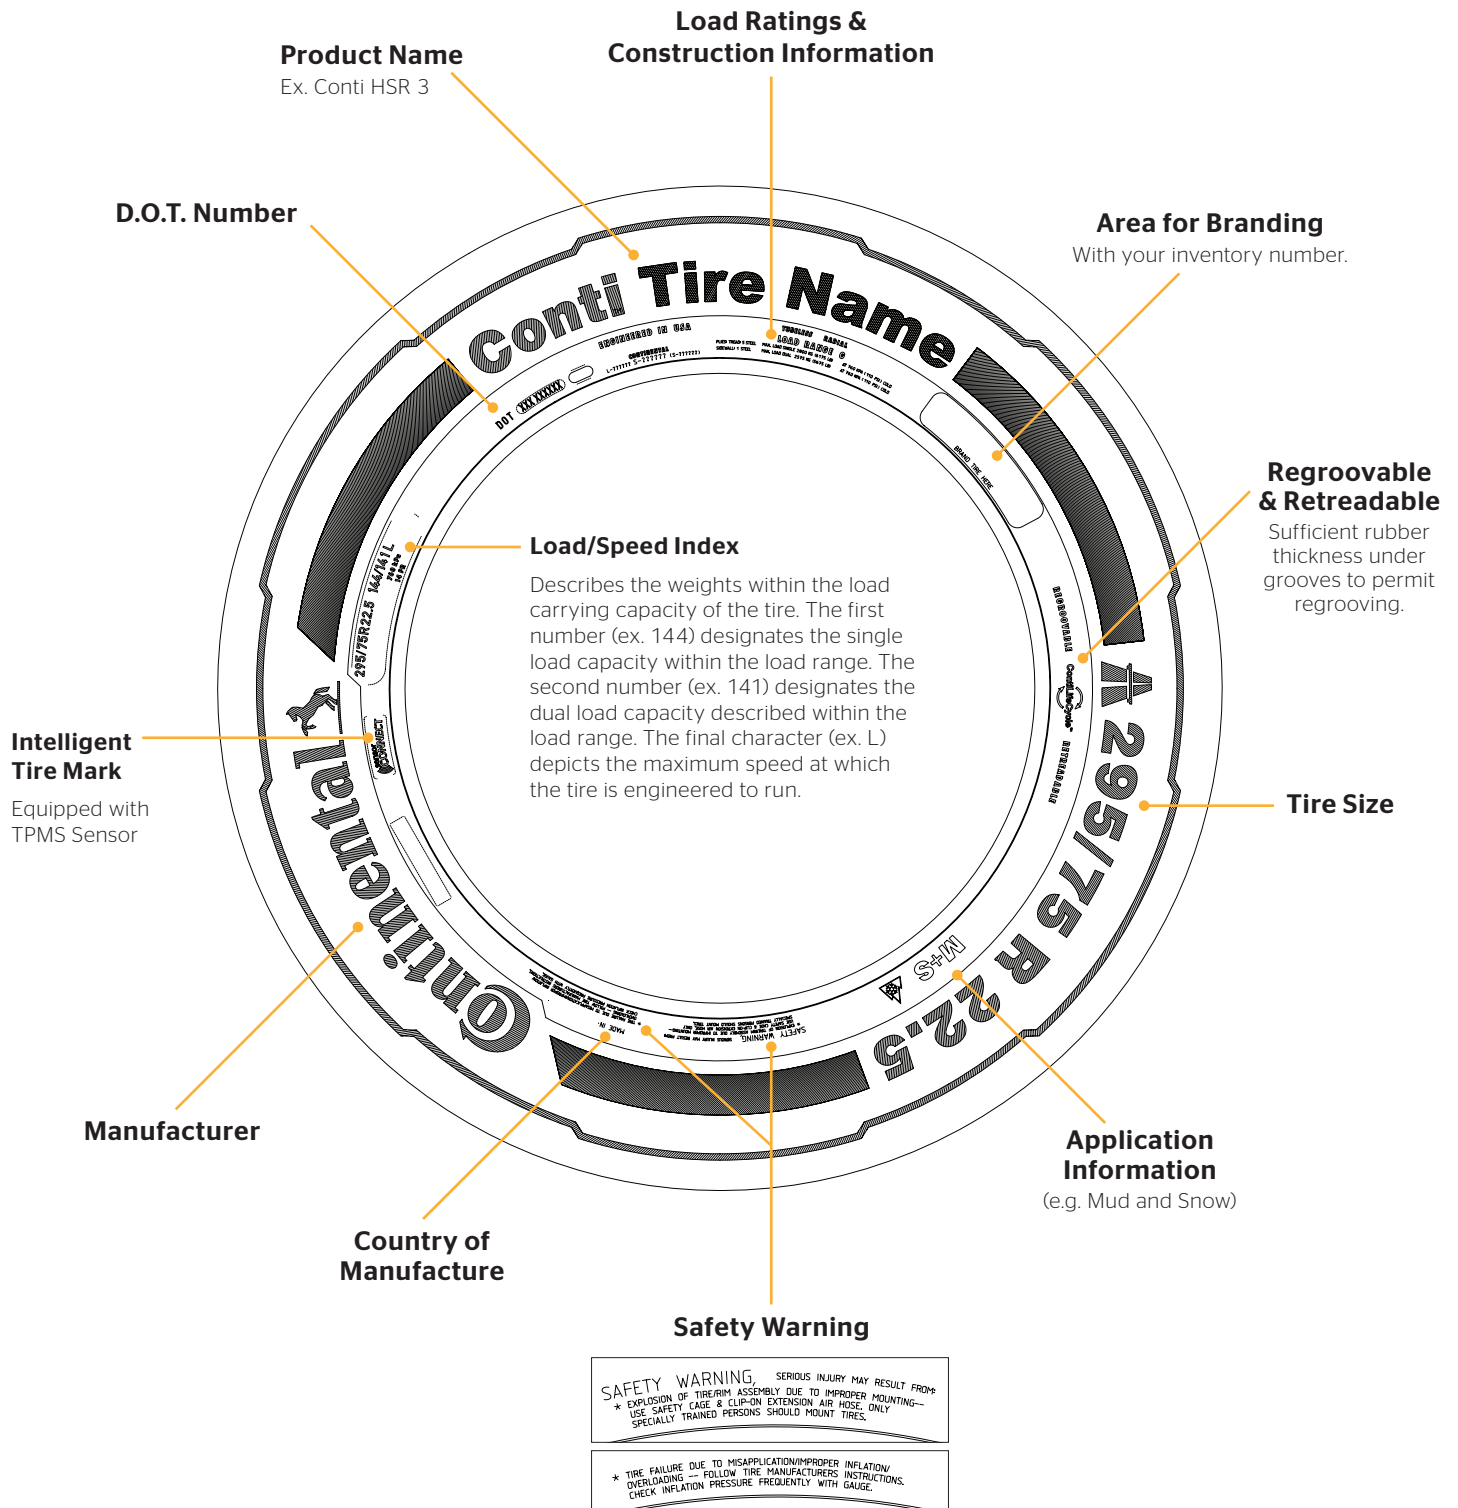 Load Ratings &
Construction Information
Product Name
Ex. Conti HSR 3
D.O.T. Number
Area for Branding
With your inventory number.
Conti Tire Name
ENGINEERED IN USA
CONTINENTAL
L-?????? S-?????? (S-??????)
TUBELESS RADIAL
LOAD RANGE G
DOT XXX XXXXXX
BRAND TIRE HERE
Regroovable
& Retreadable
Sufficient rubber
thickness under
grooves to permit
regrooving.
Load/Speed Index
Describes the weights within the load
carrying capacity of the tire. The first
number (ex. 144) designates the single
load capacity within the load range. The
second number (ex. 141) designates the
dual load capacity described within the
load range. The final character (ex. L)
depicts the maximum speed at which
the tire is engineered to run.
295/75R22.5 144/141 L
REGROOVABLE
ContiLifeCycle™
RETREADABLE
Intelligent
Tire Mark
Equipped with
TPMS Sensor
CONNECT
Continental
295/75 R 22.5
Tire Size
M+S
MADE IN
SAFETY WARNING,
Manufacturer
Application
Information
(e.g. Mud and Snow)
Country of
Manufacture
Safety Warning
SAFETY WARNING, SERIOUS INJURY MAY RESULT FROM:
* EXPLOSION OF TIRE/RIM ASSEMBLY DUE TO IMPROPER MOUNTING--
USE SAFETY CAGE & CLIP-ON EXTENSION AIR HOSE. ONLY
SPECIALLY TRAINED PERSONS SHOULD MOUNT TIRES.
* TIRE FAILURE DUE TO MISAPPLICATION/IMPROPER INFLATION/
OVERLOADING -- FOLLOW TIRE MANUFACTURERS INSTRUCTIONS.
CHECK INFLATION PRESSURE FREQUENTLY WITH GAUGE.